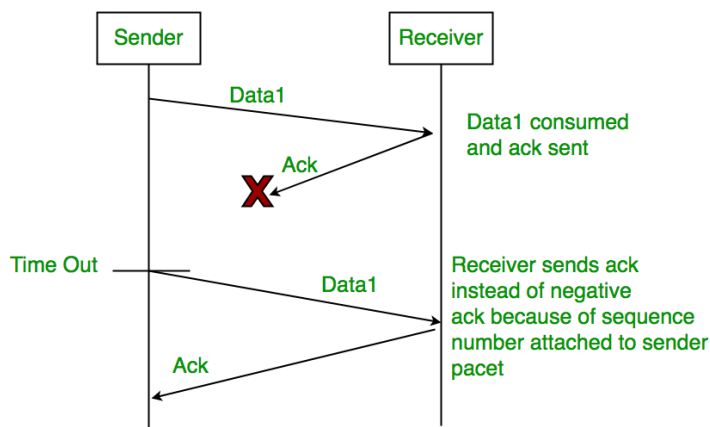 Sender
Receiver
Data1
Data1 consumed
and ack sent
Ack
X
Time Out
Data1
Receiver sends ack
instead of negative
ack because of sequence
number attached to sender
pacet
Ack